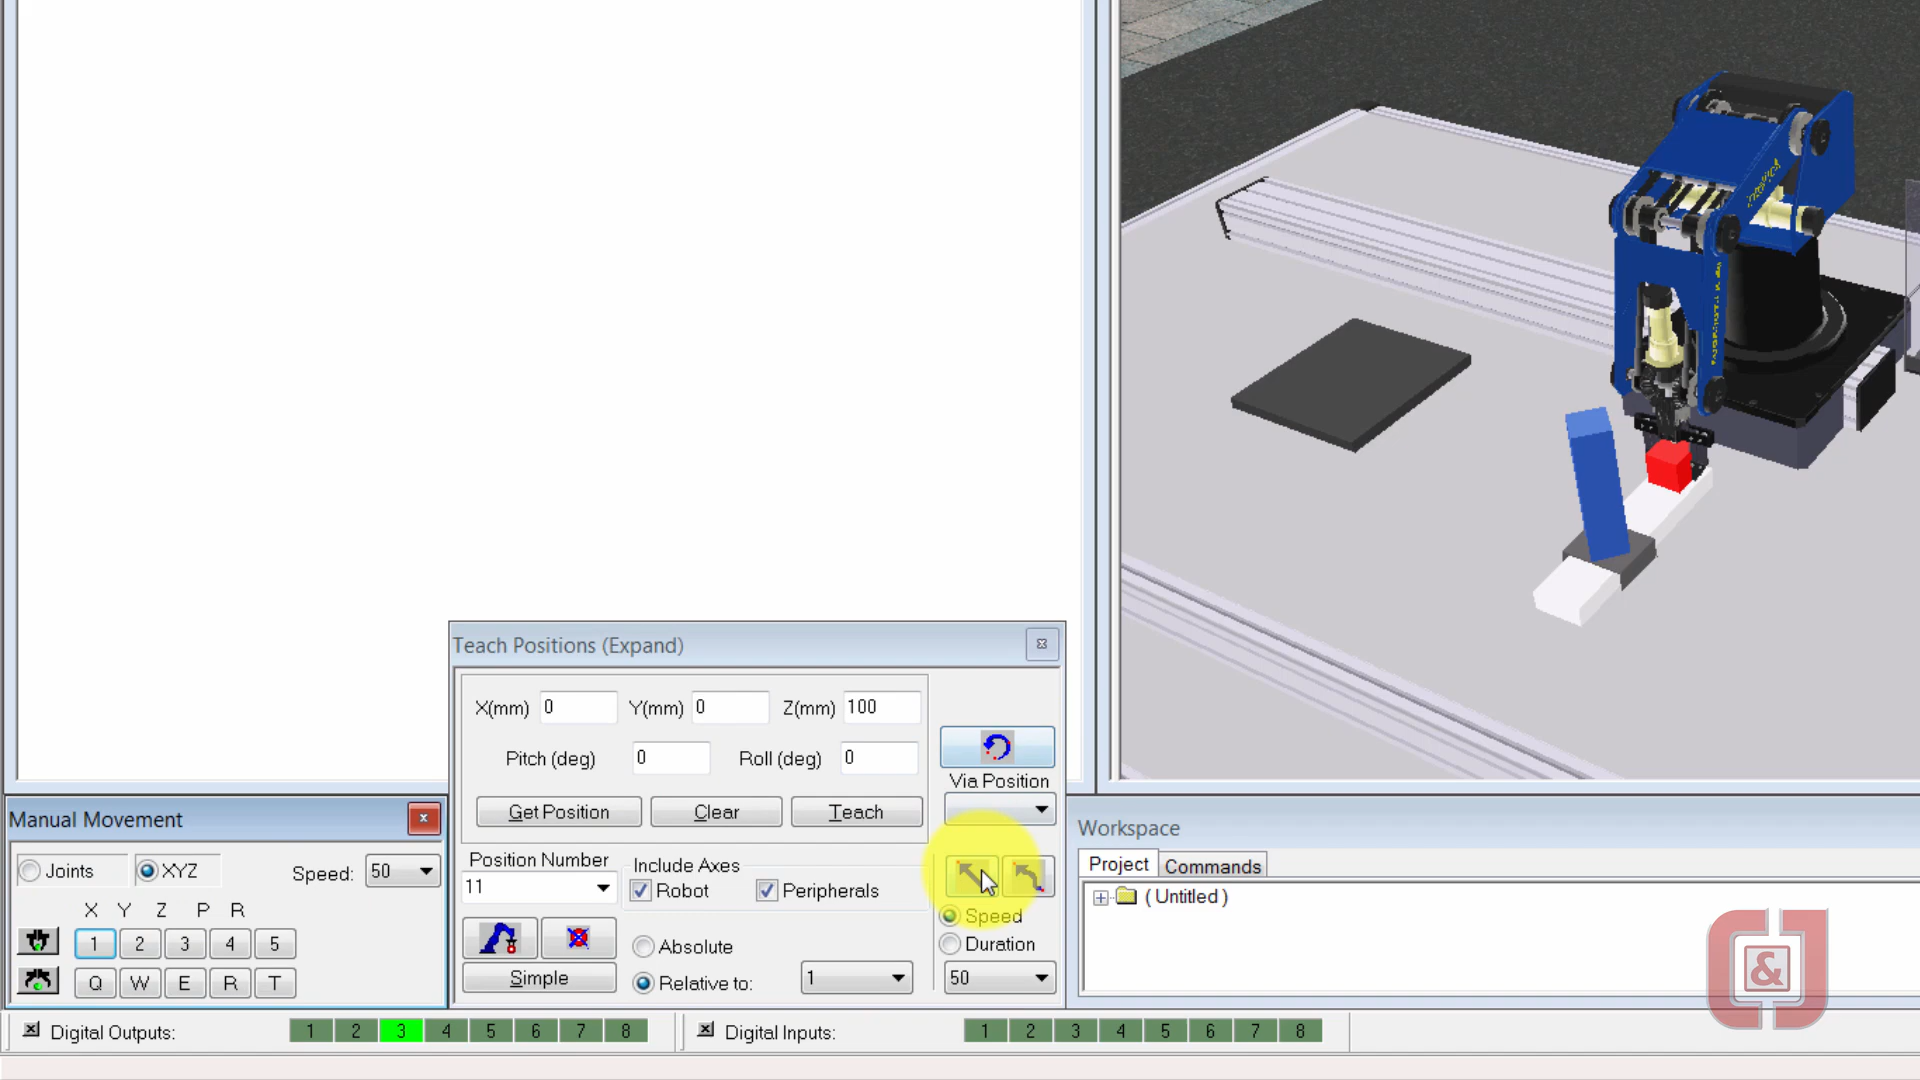 Teach Positions (Expand)
X(mm) 0 Y(mm) 0 Z(mm) 100
Pitch (deg) 0 Roll (deg) 0
Via Position
Get Position Clear Teach
Position Number
11
Include Axes
Robot Peripherals
Absolute
Simple
Relative to: 1
Speed
Duration
50
Manual Movement
Joints XYZ Speed: 50
X Y Z P R
1 2 3 4 5
Q W E R T
Workspace
Project Commands
( Untitled )
C&J
Digital Outputs: 1 2 3 4 5 6 7 8
Digital Inputs: 1 2 3 4 5 6 7 8